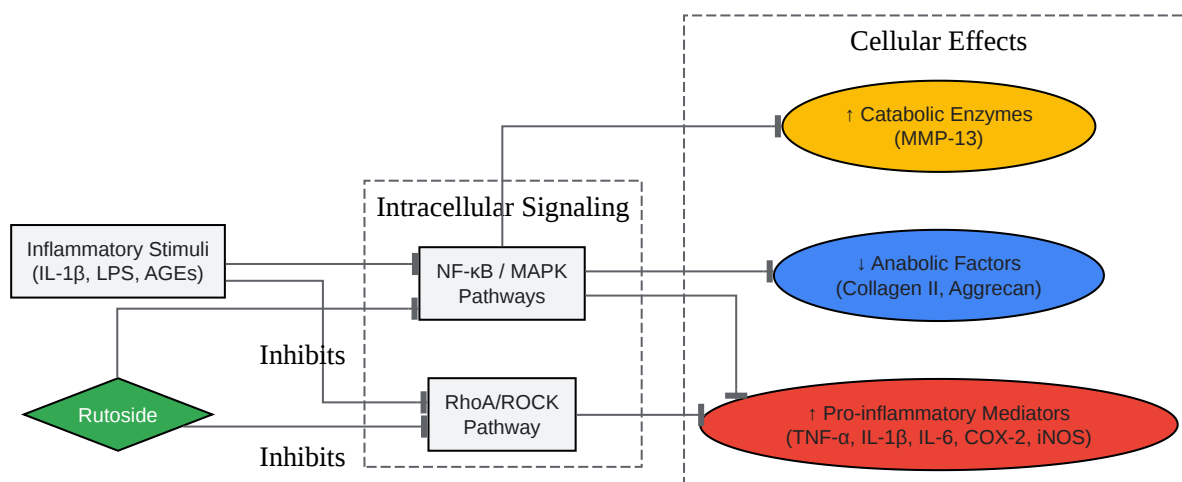 Cellular Effects
↑ Catabolic Enzymes
(MMP-13)
Intracellular Signaling
Inflammatory Stimuli
(IL-1β, LPS, AGEs)
NF-κB / MAPK
Pathways
↓ Anabolic Factors
(Collagen II, Aggrecan)
Inhibits
Rutoside
RhoA/ROCK
Pathway
↑ Pro-inflammatory Mediators
(TNF-α, IL-1β, IL-6, COX-2, iNOS)
Inhibits